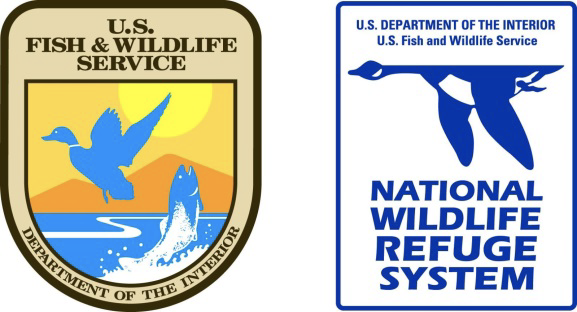 U.S.
FISH & WILDLIFE
SERVICE
DEPARTMENT OF THE INTERIOR
U.S. DEPARTMENT OF THE INTERIOR
U.S. Fish and Wildlife Service
NATIONAL
WILDLIFE
REFUGE
SYSTEM